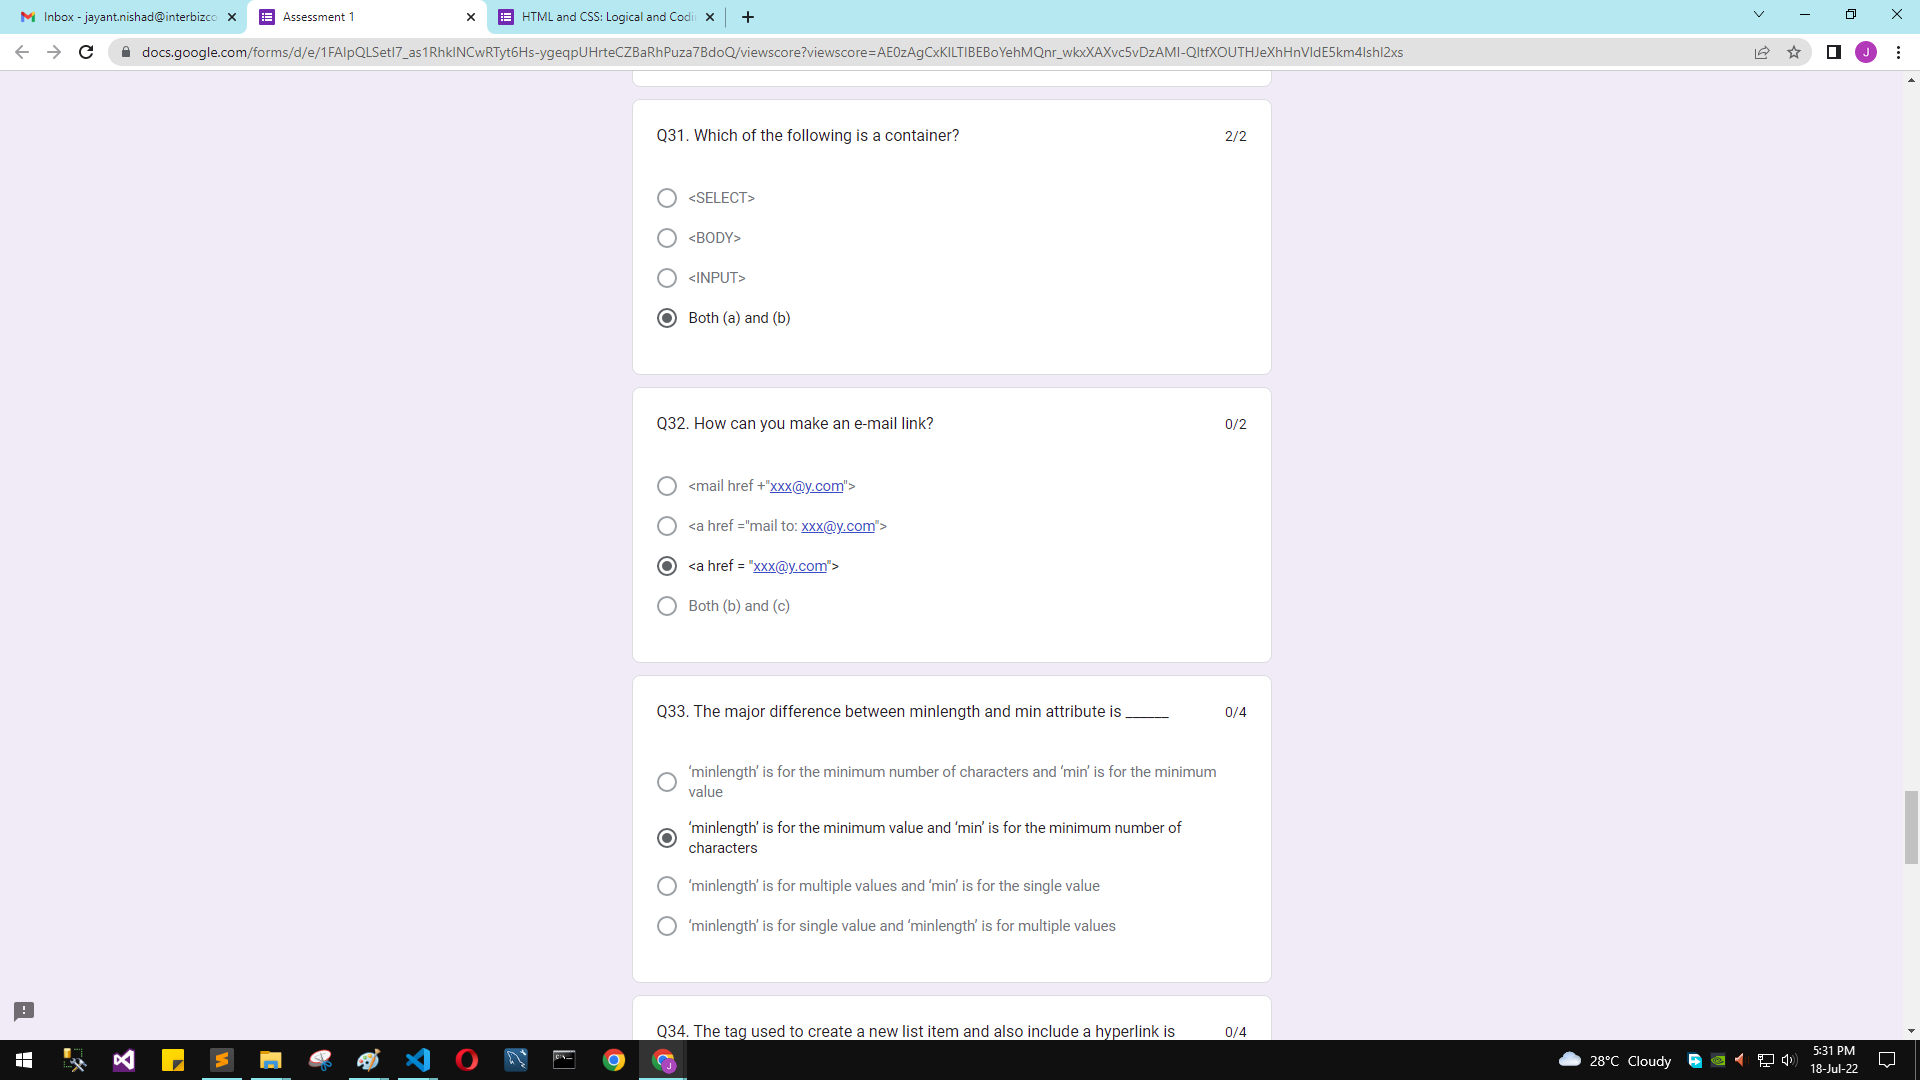 Inbox - jayant.nishad@interbizco
Assessment 1
HTML and CSS: Logical and Codi
docs.google.com/forms/d/e/1FAIpQLSetI7_as1RhkINCwRTyt6Hs-ygeqpUHrteCZBaRhPuza7BdoQ/viewscore?viewscore=AE0zAgCxKILTIBEBoYehMQnr_wkxXAXvc5vDzAMI-QItfXOUTHJeXhHnVIdE5km4IshI2xs
J
Q31. Which of the following is a container?
2/2
<SELECT>
<BODY>
<INPUT>
Both (a) and (b)
Q32. How can you make an e-mail link?
0/2
<mail href +"xxx@y.com">
<a href ="mail to: xxx@y.com">
<a href = "xxx@y.com">
Both (b) and (c)
Q33. The major difference between minlength and min attribute is ______
0/4
‘minlength’ is for the minimum number of characters and ‘min’ is for the minimum
value
‘minlength’ is for the minimum value and ‘min’ is for the minimum number of
characters
‘minlength’ is for multiple values and ‘min’ is for the single value
‘minlength’ is for single value and ‘minlength’ is for multiple values
Q34. The tag used to create a new list item and also include a hyperlink is
0/4
28°C Cloudy
5:31 PM
18-Jul-22